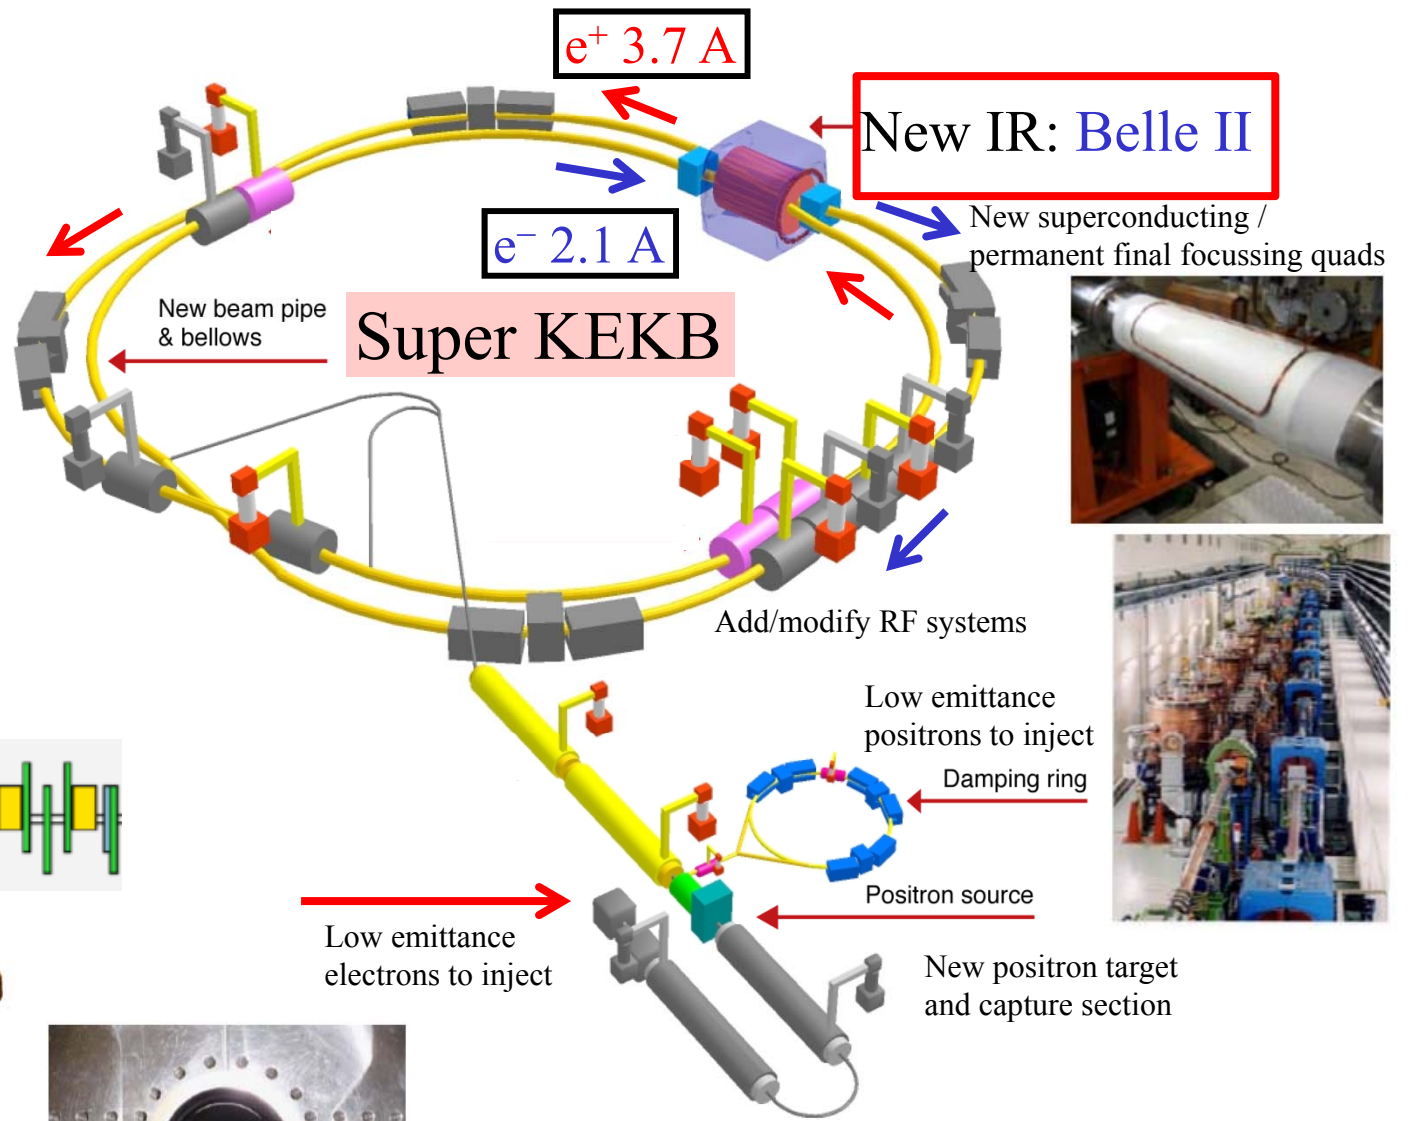 e⁺ 3.7 A
New IR: Belle II
e⁻ 2.1 A
New superconducting /
permanent final focussing quads
New beam pipe
& bellows
Super KEKB
Add/modify RF systems
Low emittance
positrons to inject
Damping ring
Positron source
Low emittance
electrons to inject
New positron target
and capture section